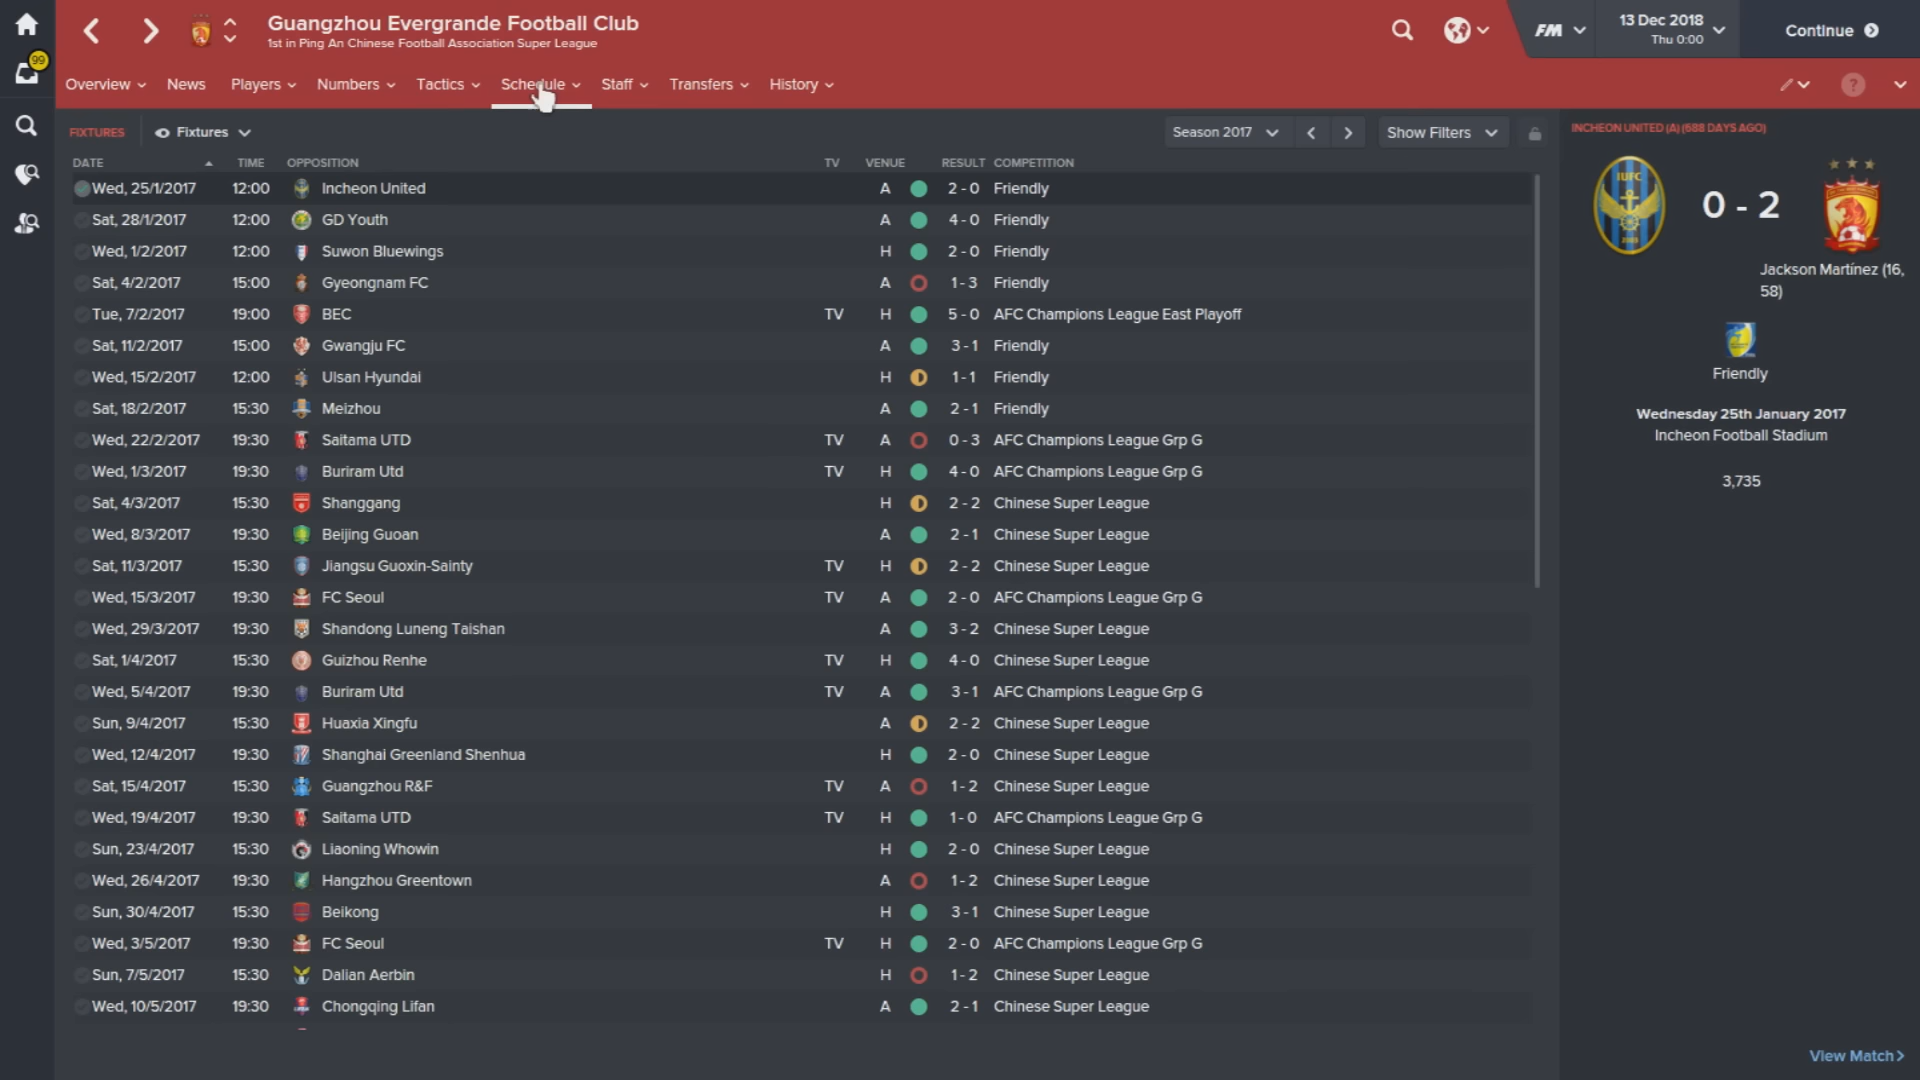 Guangzhou Evergrande Football Club
1st in Ping An Chinese Football Association Super League
FM
13 Dec 2018
Thu 0:00
Continue
99
Overview News Players Numbers Tactics Schedule Staff Transfers History
?
FIXTURES Fixtures Season 2017 Show Filters
DATE TIME OPPOSITION TV VENUE RESULT COMPETITION
Wed, 25/1/2017 12:00 Incheon United A 2 - 0 Friendly
Sat, 28/1/2017 12:00 GD Youth A 4 - 0 Friendly
Wed, 1/2/2017 12:00 Suwon Bluewings H 2 - 0 Friendly
Sat, 4/2/2017 15:00 Gyeongnam FC A 1 - 3 Friendly
Tue, 7/2/2017 19:00 BEC TV H 5 - 0 AFC Champions League East Playoff
Sat, 11/2/2017 15:00 Gwangju FC A 3 - 1 Friendly
Wed, 15/2/2017 12:00 Ulsan Hyundai H 1 - 1 Friendly
Sat, 18/2/2017 15:30 Meizhou A 2 - 1 Friendly
Wed, 22/2/2017 19:30 Saitama UTD TV A 0 - 3 AFC Champions League Grp G
Wed, 1/3/2017 19:30 Buriram Utd TV H 4 - 0 AFC Champions League Grp G
Sat, 4/3/2017 15:30 Shanggang H 2 - 2 Chinese Super League
Wed, 8/3/2017 19:30 Beijing Guoan A 2 - 1 Chinese Super League
Sat, 11/3/2017 15:30 Jiangsu Guoxin-Sainty TV H 2 - 2 Chinese Super League
Wed, 15/3/2017 19:30 FC Seoul TV A 2 - 0 AFC Champions League Grp G
Wed, 29/3/2017 19:30 Shandong Luneng Taishan A 3 - 2 Chinese Super League
Sat, 1/4/2017 15:30 Guizhou Renhe TV H 4 - 0 Chinese Super League
Wed, 5/4/2017 19:30 Buriram Utd TV A 3 - 1 AFC Champions League Grp G
Sun, 9/4/2017 15:30 Huaxia Xingfu A 2 - 2 Chinese Super League
Wed, 12/4/2017 19:30 Shanghai Greenland Shenhua H 2 - 0 Chinese Super League
Sat, 15/4/2017 15:30 Guangzhou R&F TV A 1 - 2 Chinese Super League
Wed, 19/4/2017 19:30 Saitama UTD TV H 1 - 0 AFC Champions League Grp G
Sun, 23/4/2017 15:30 Liaoning Whowin H 2 - 0 Chinese Super League
Wed, 26/4/2017 19:30 Hangzhou Greentown A 1 - 2 Chinese Super League
Sun, 30/4/2017 15:30 Beikong H 3 - 1 Chinese Super League
Wed, 3/5/2017 19:30 FC Seoul TV H 2 - 0 AFC Champions League Grp G
Sun, 7/5/2017 15:30 Dalian Aerbin H 1 - 2 Chinese Super League
Wed, 10/5/2017 19:30 Chongqing Lifan A 2 - 1 Chinese Super League
INCHEON UNITED (A) (688 DAYS AGO)
IUFC
0 - 2
Jackson Martínez (16,
58)
Friendly
Wednesday 25th January 2017
Incheon Football Stadium
3,735
View Match